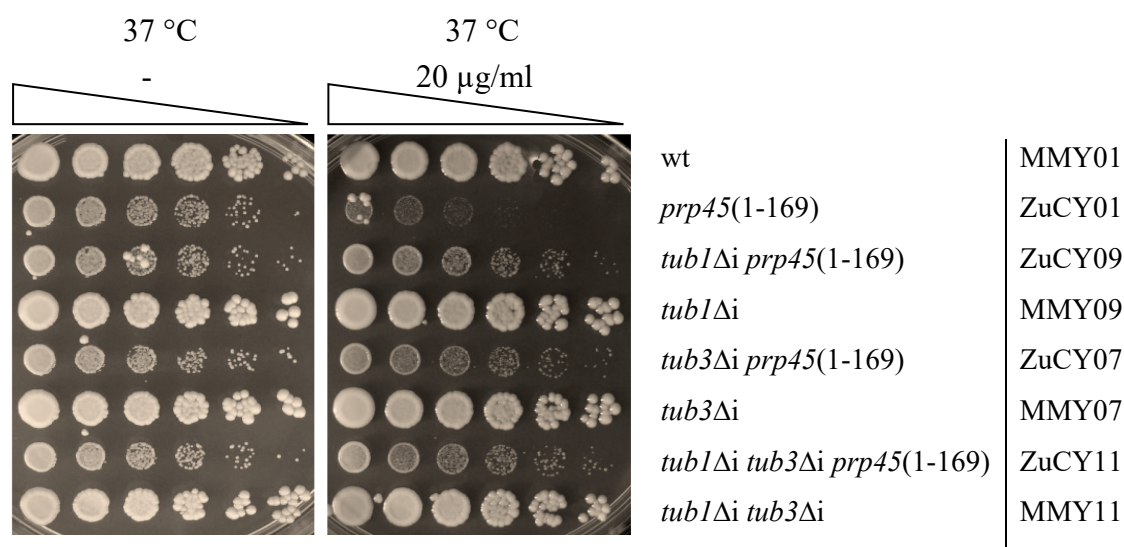 37 °C 37 °C
- 20 µg/ml
wt MMY01
prp45(1-169) ZuCY01
tub1Δi prp45(1-169) ZuCY09
tub1Δi MMY09
tub3Δi prp45(1-169) ZuCY07
tub3Δi MMY07
tub1Δi tub3Δi prp45(1-169) ZuCY11
tub1Δi tub3Δi MMY11